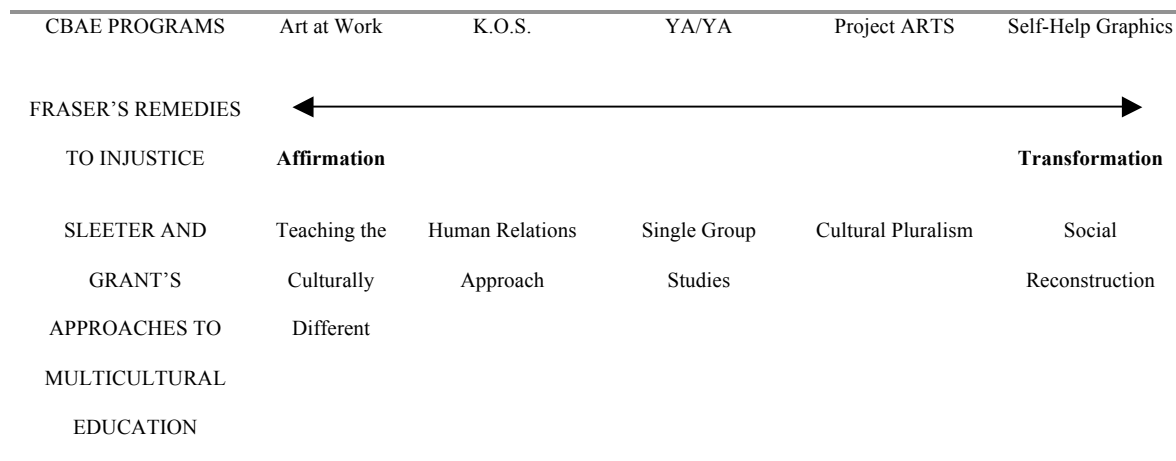 CBAE PROGRAMS Art at Work K.O.S. YA/YA Project ARTS Self-Help Graphics
FRASER’S REMEDIES
TO INJUSTICE Affirmation Transformation
SLEETER AND Teaching the Human Relations Single Group Cultural Pluralism Social
GRANT’S Culturally Approach Studies Reconstruction
APPROACHES TO Different
MULTICULTURAL
EDUCATION